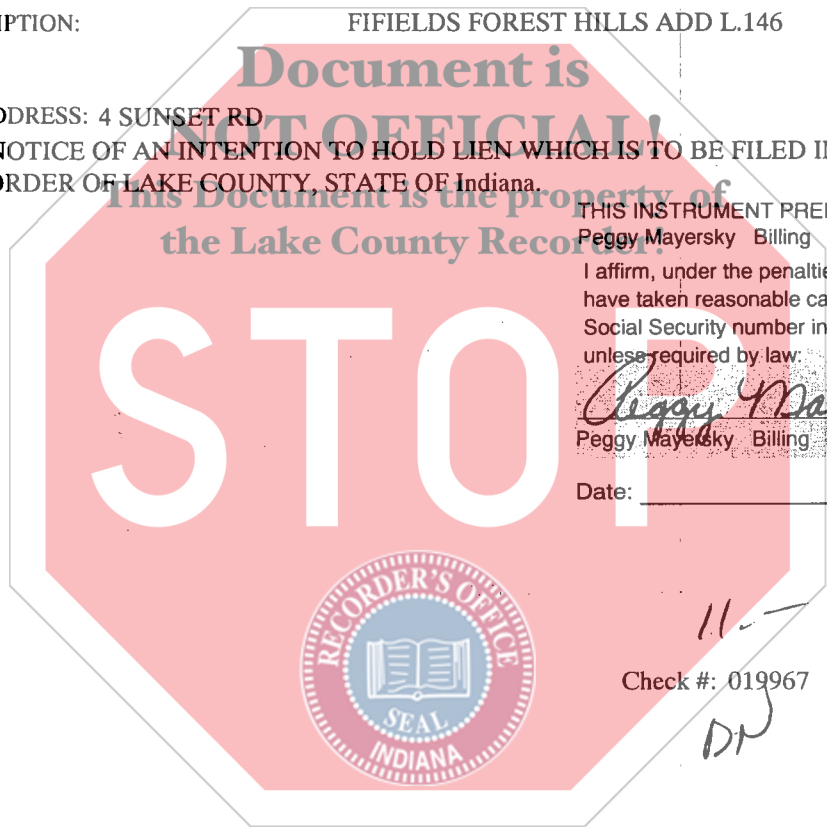 IPTION: FIFIELDS FOREST HILLS ADD L.146
Document is
DDRESS: 4 SUNSET RD
NOT OFFICIAL!
NOTICE OF AN INTENTION TO HOLD LIEN WHICH IS TO BE FILED IN
ORDER OF LAKE COUNTY, STATE OF Indiana.
This Document is the property of
the Lake County Recorder!
THIS INSTRUMENT PREP
Peggy Mayersky Billing
I affirm, under the penaltie
have taken reasonable ca
Social Security number in
unless required by law:
Peggy Ma
Peggy Mayersky Billing
Date:
STOP
RECORDER'S OFFICE
SEAL
INDIANA
11.-
Check #: 019967